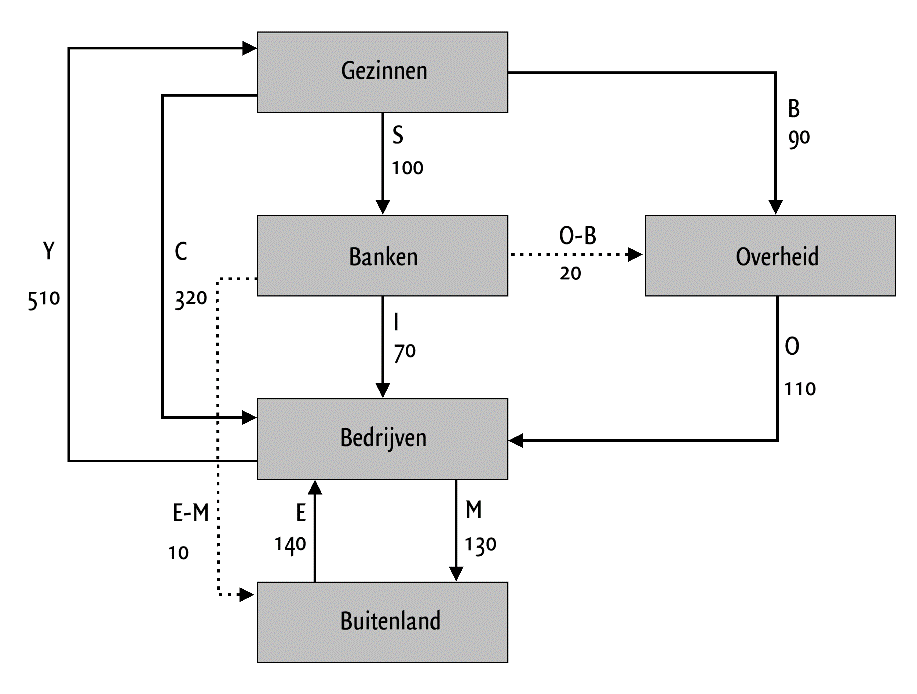 Gezinnen
B
90
S
100
Y
510
C
320
Banken
O-B
20
Overheid
I
70
O
110
Bedrijven
E-M
10
E
140
M
130
Buitenland